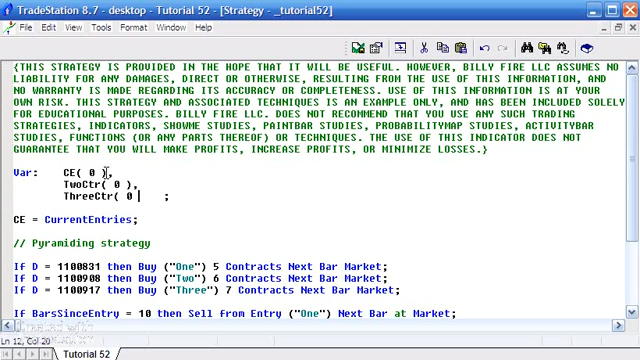 TradeStation 8.7 - desktop - Tutorial 52 - [Strategy - _tutorial52]
File Edit View Insert Format Window Help
{THIS STRATEGY IS PROVIDED IN THE HOPE THAT IT WILL BE USEFUL. HOWEVER, BILLY FIRE LLC ASSUMES NO
LIABILITY FOR ANY DAMAGES, DIRECT OR OTHERWISE, RESULTING FROM THE USE OF THIS INFORMATION, AND
NO WARRANTY IS MADE REGARDING ITS ACCURACY OR COMPLETENESS. USE OF THIS INFORMATION IS AT YOUR
OWN RISK. THIS STRATEGY AND ASSOCIATED TECHNIQUES IS AN EXAMPLE ONLY, AND HAS BEEN INCLUDED SOLELY
FOR EDUCATIONAL PURPOSES. BILLY FIRE LLC. DOES NOT RECOMMEND THAT YOU USE ANY SUCH TRADING
STRATEGIES, INDICATORS, SHOWME STUDIES, PAINTBAR STUDIES, PROBABILITYMAP STUDIES, ACTIVITYBAR
STUDIES, FUNCTIONS (OR ANY PARTS THEREOF) OR TECHNIQUES. THE USE OF THIS INDICATOR DOES NOT
GUARANTEE THAT YOU WILL MAKE PROFITS, INCREASE PROFITS, OR MINIMIZE LOSSES.}
Var: CE( 0 ),
TwoCtr( 0 ),
ThreeCtr( 0 ;
CE = CurrentEntries;
// Pyramiding strategy
If D = 1100831 then Buy ("One") 5 Contracts Next Bar Market;
If D = 1100908 then Buy ("Two") 6 Contracts Next Bar Market;
If D = 1100917 then Buy ("Three") 7 Contracts Next Bar Market;
If BarsSinceEntry = 10 then Sell from Entry ("One") Next Bar at Market;
Ln 12, Col 20
Tutorial 52